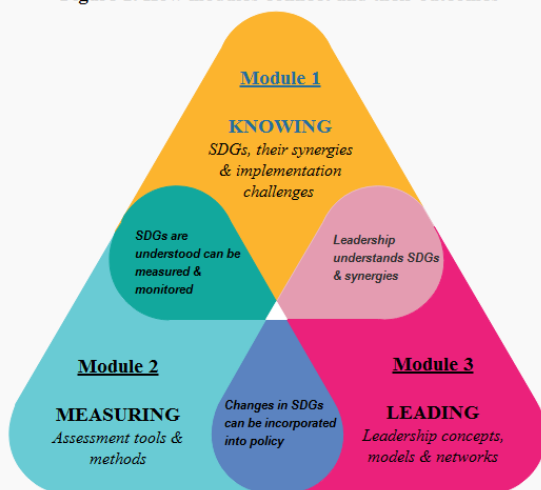 Module 1
KNOWING
SDGs, their synergies
& implementation
challenges
SDGs are
understood can be
measured &
monitored
Leadership
understands SDGs
& synergies
Module 2
MEASURING
Assessment tools &
methods
Changes in SDGs
can be incorporated
into policy
Module 3
LEADING
Leadership concepts,
models & networks